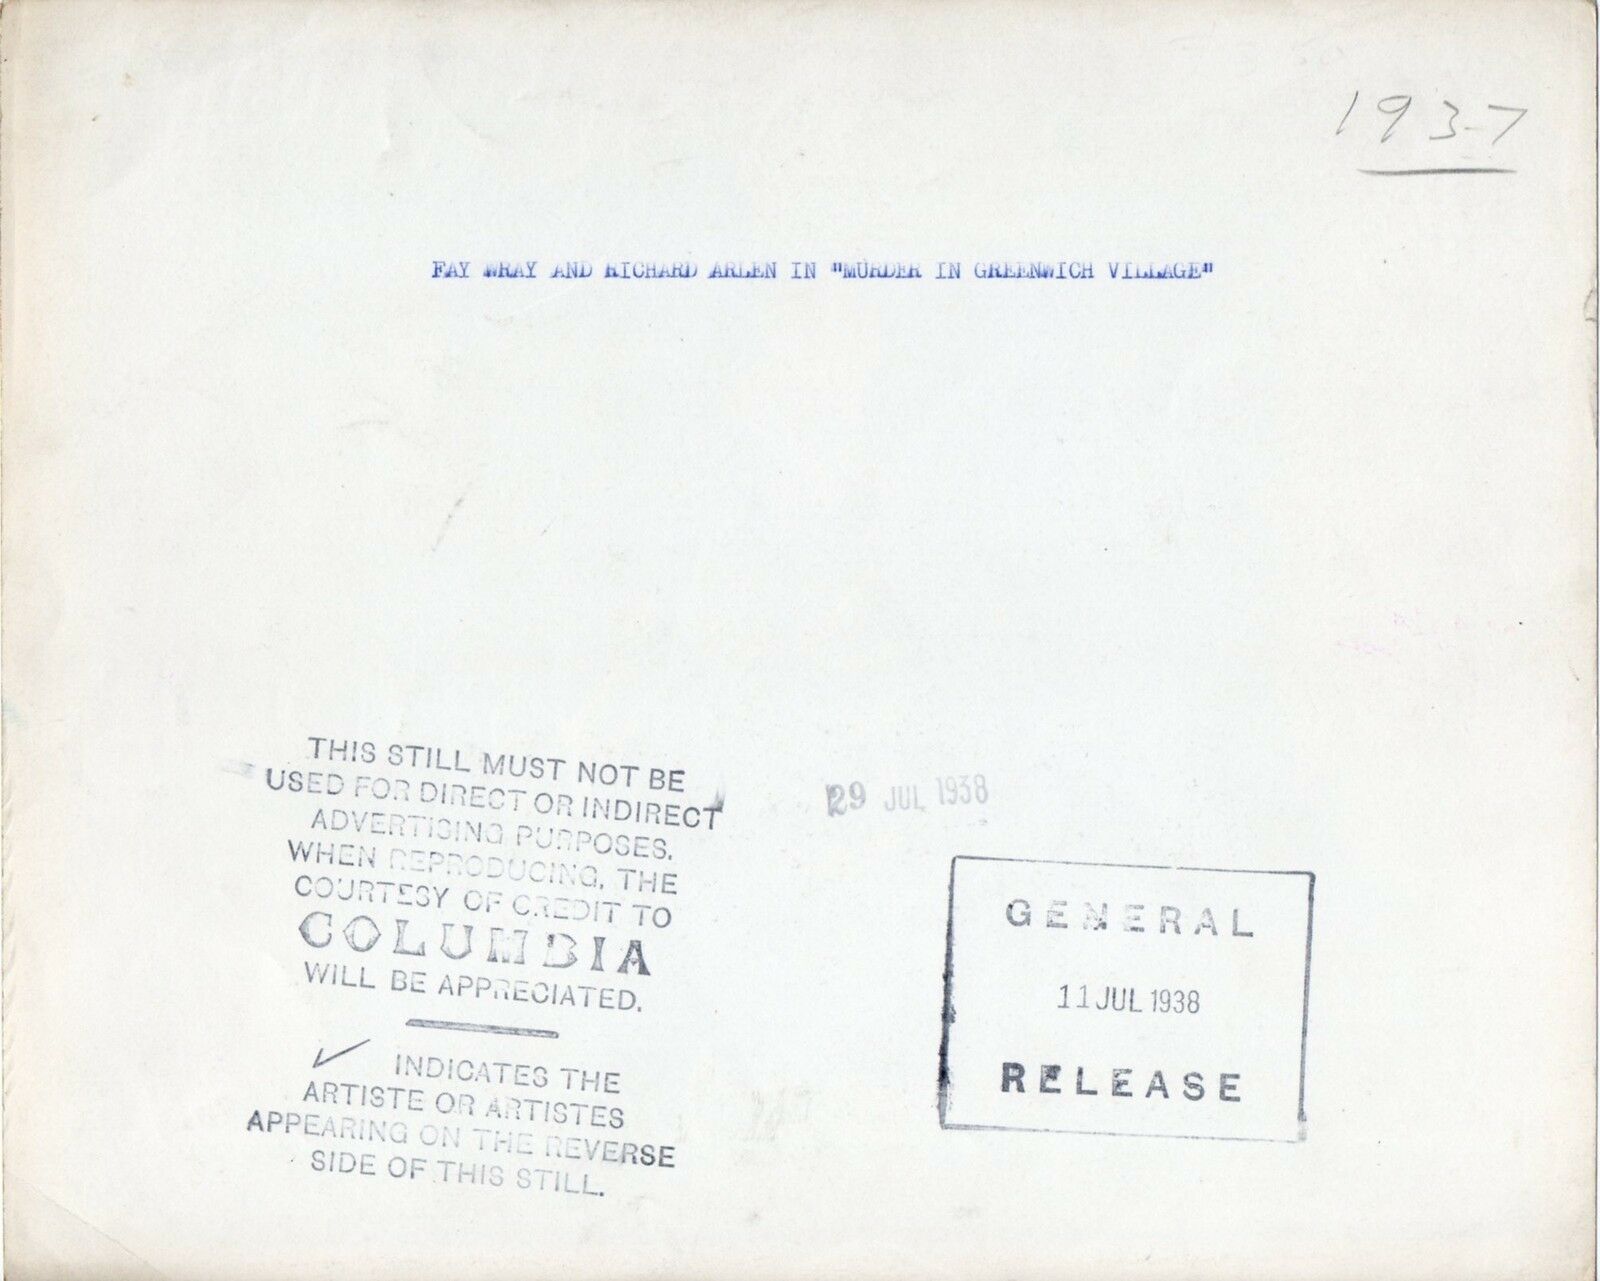 1937
FAY WRAY AND RICHARD ARLEN IN "MURDER IN GREENWICH VILLAGE"
THIS STILL MUST NOT BE
USED FOR DIRECT OR INDIRECT
ADVERTISING PURPOSES.
WHEN REPRODUCING, THE
COURTESY OF CREDIT TO
COLUMBIA
WILL BE APPRECIATED.
✓ INDICATES THE
ARTISTE OR ARTISTES
APPEARING ON THE REVERSE
SIDE OF THIS STILL.
29 JUL 1938
GENERAL
11 JUL 1938
RELEASE